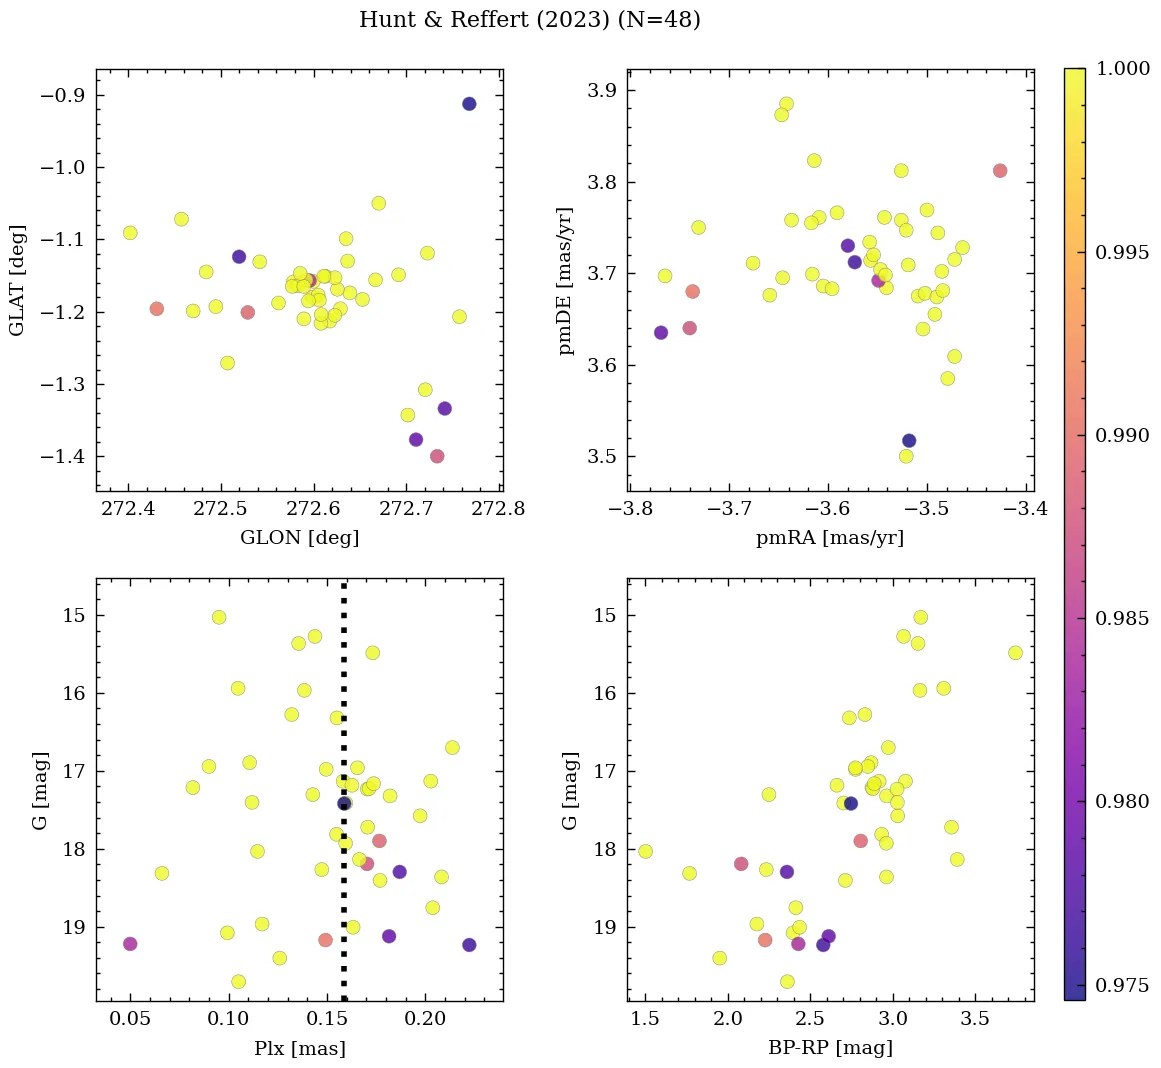 Hunt & Reffert (2023) (N=48)
−0.9
−1.0
−1.1
−1.2
−1.3
−1.4
GLAT [deg]
272.4 272.5 272.6 272.7 272.8
GLON [deg]
3.9
3.8
3.7
3.6
3.5
pmDE [mas/yr]
−3.8 −3.7 −3.6 −3.5 −3.4
pmRA [mas/yr]
1.000
0.995
0.990
0.985
0.980
0.975
15
16
17
18
19
G [mag]
0.05 0.10 0.15 0.20
Plx [mas]
15
16
17
18
19
G [mag]
1.5 2.0 2.5 3.0 3.5
BP-RP [mag]